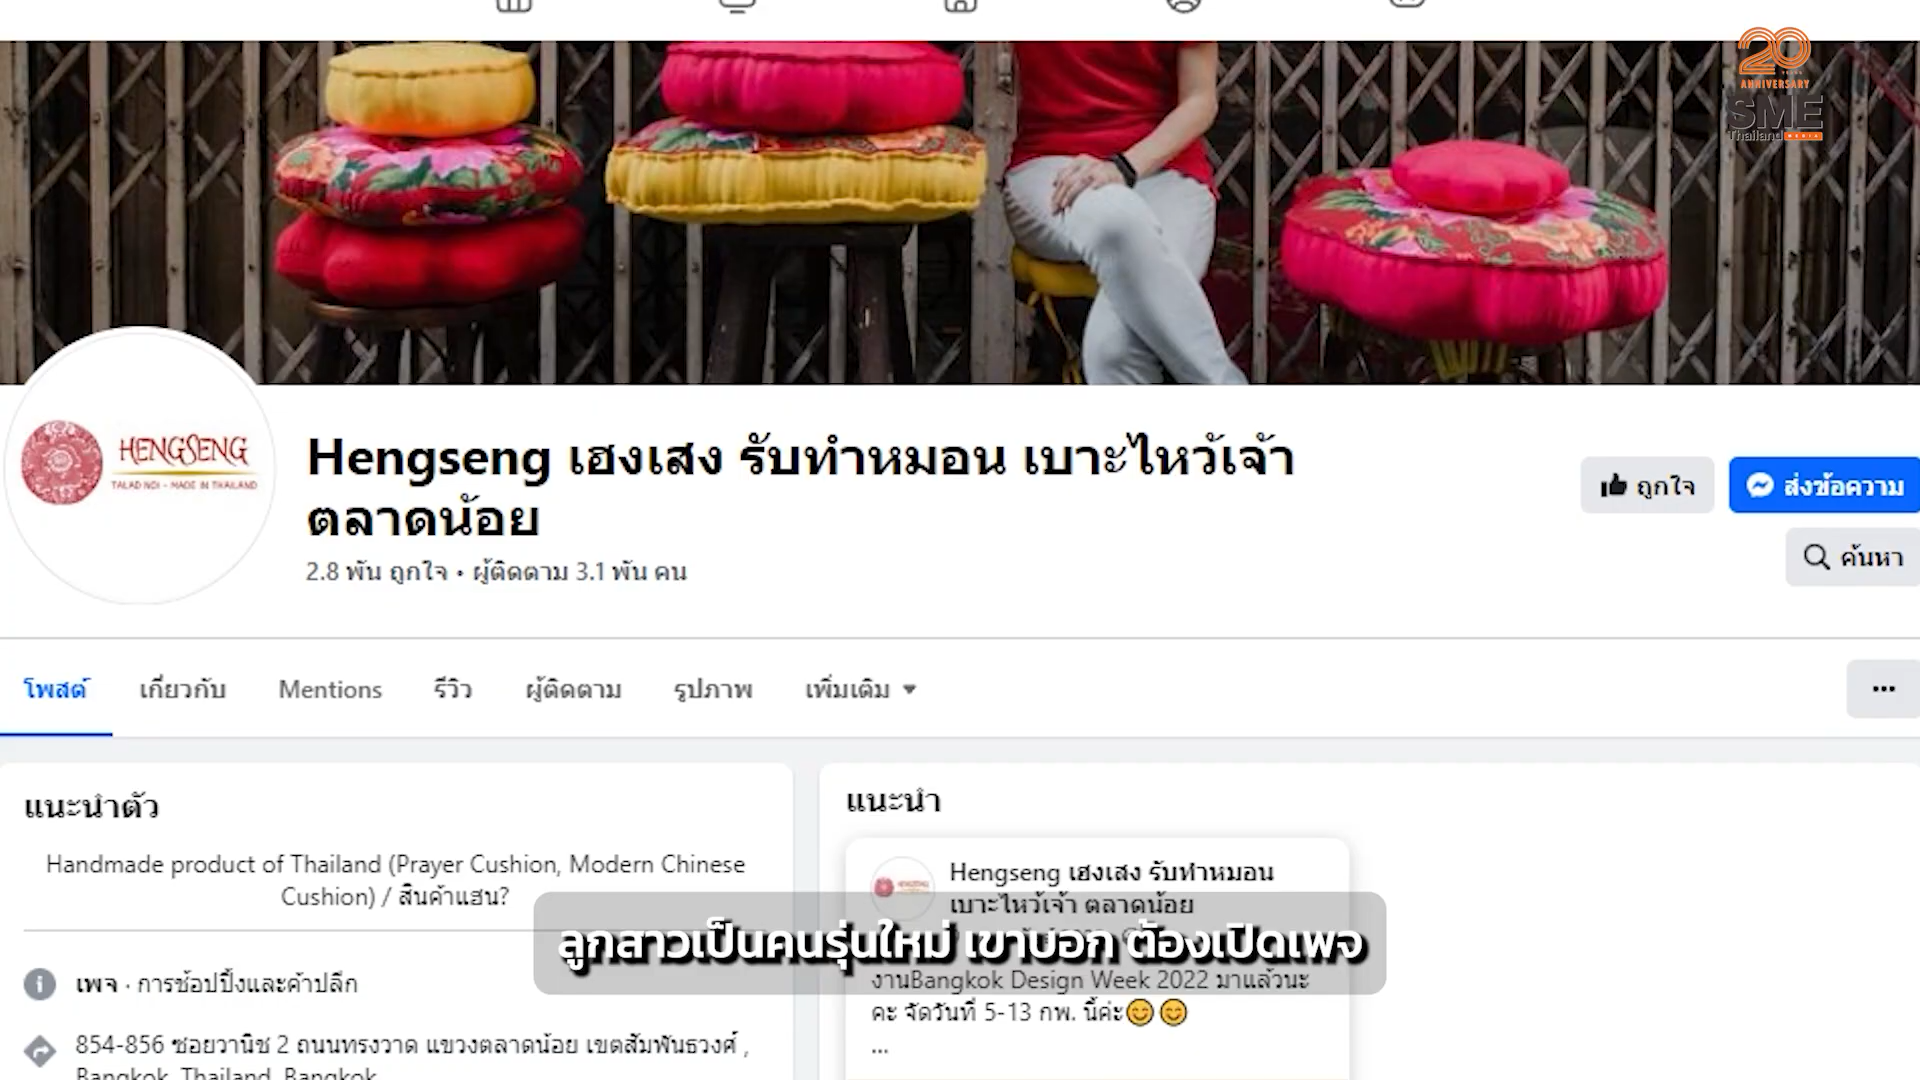 20
YEARS
ANNIVERSARY
SME
Thailand MEDIA
HENGSENG
TALAD NOI - MADE IN THAILAND
Hengseng เฮงเสง รับทำหมอน เบาะไหว้เจ้า
ตลาดน้อย
2.8 พัน ถูกใจ • ผู้ติดตาม 3.1 พัน คน
ถูกใจ
ส่งข้อความ
ค้นหา
โพสต์ เกี่ยวกับ Mentions รีวิว ผู้ติดตาม รูปภาพ เพิ่มเติม
แนะนำตัว
Handmade product of Thailand (Prayer Cushion, Modern Chinese
Cushion) / สินค้าแฮน?
เพจ · การช้อปปิ้งและค้าปลีก
854-856 ซอยวานิช 2 ถนนทรงวาด แขวงตลาดน้อย เขตสัมพันธวงศ์ ,
Bangkok, Thailand, Bangkok
แนะนำ
Hengseng เฮงเสง รับทำหมอน
เบาะไหว้เจ้า ตลาดน้อย
ลูกสาวเป็นคนรุ่นใหม่ เขาบอก ต้องเปิดเพจ
งานBangkok Design Week 2022 มาแล้วนะ
คะ จัดวันที่ 5-13 กพ. นี้ค่ะ😊😊
...